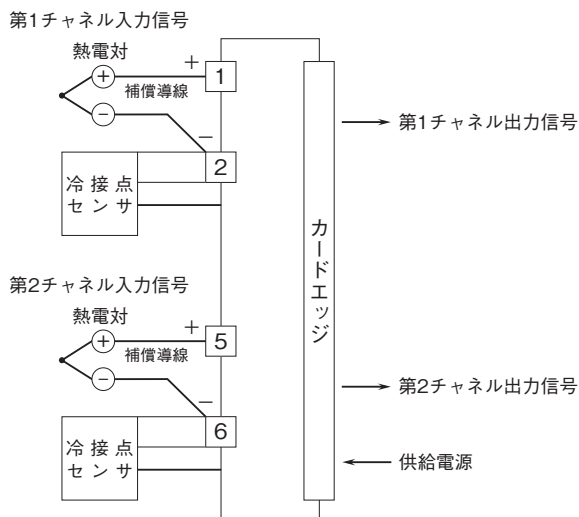 第1チャネル入力信号
熱電対
+
+
1
補償導線
−
−
2
冷接点
センサ
第1チャネル出力信号
カードエッジ
第2チャネル入力信号
熱電対
+
+
5
補償導線
−
−
6
冷接点
センサ
第2チャネル出力信号
供給電源